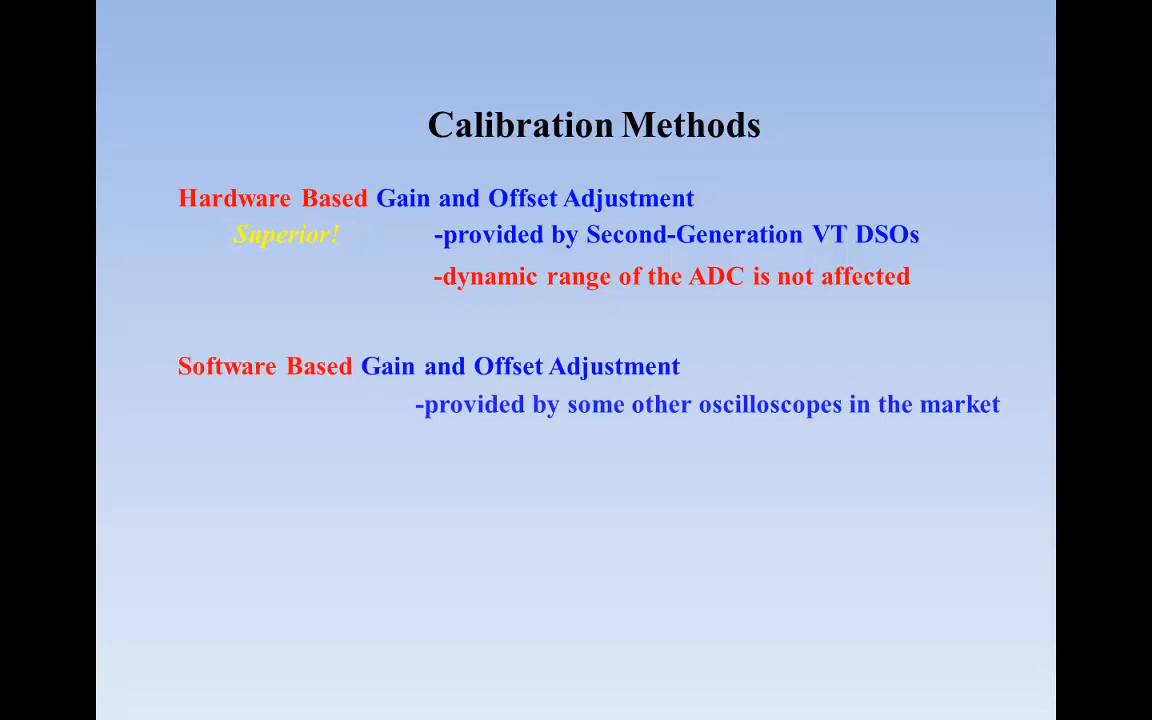 Calibration Methods
Hardware Based Gain and Offset Adjustment
Superior! -provided by Second-Generation VT DSOs
-dynamic range of the ADC is not affected
Software Based Gain and Offset Adjustment
-provided by some other oscilloscopes in the market